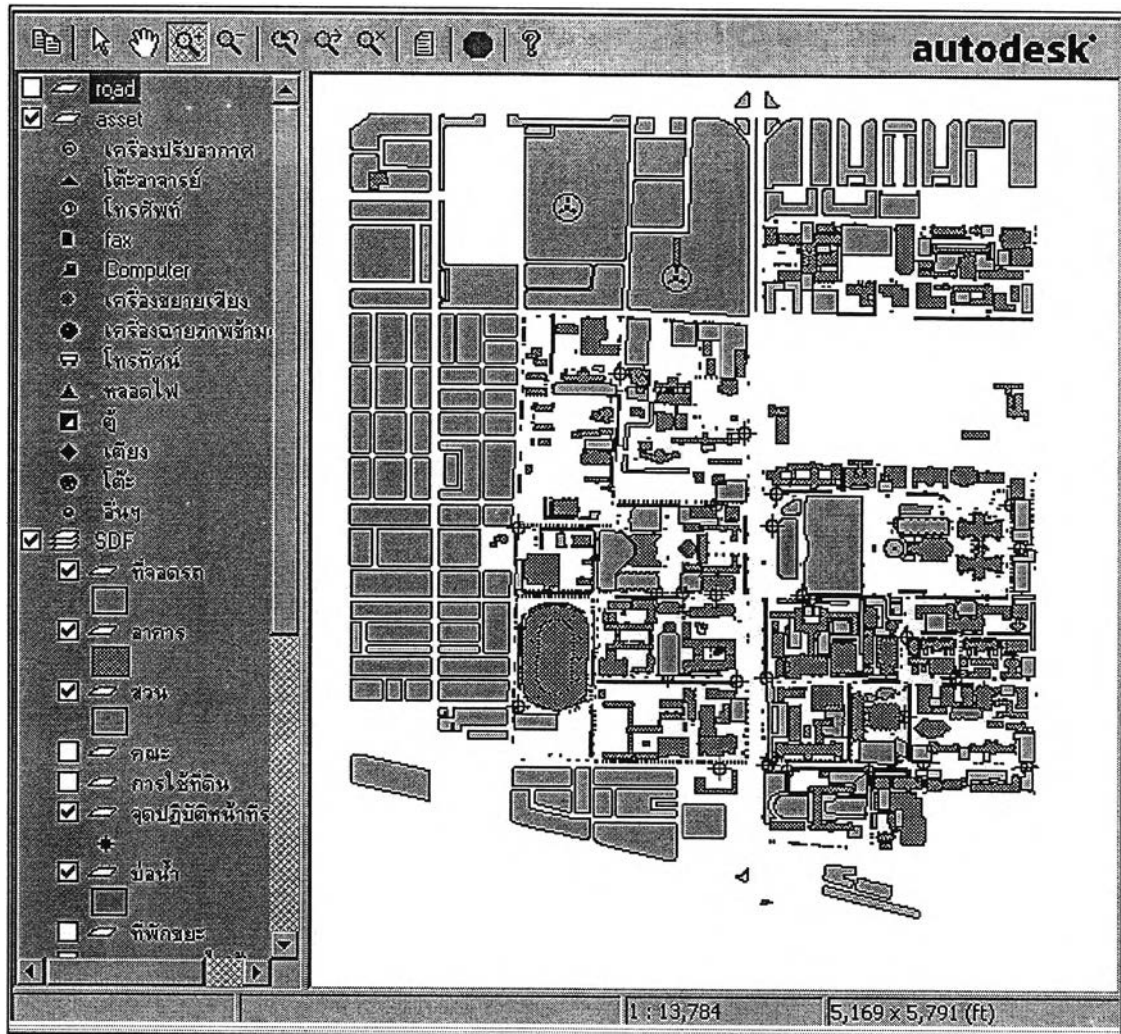 autodesk
road
asset
เครื่องปรับอากาศ
โต๊ะอาจารย์
โทรศัพท์
fax
Computer
เครื่องขยายเสียง
เครื่องฉายภาพข้าม
โทรทัศน์
หลอดไฟ
ตู้
เตียง
โต๊ะ
อื่นๆ
SDF
ที่จอดรถ
อาคาร
สวน
คณะ
การใช้ที่ดิน
จุดปฏิบัติหน้าที่
บ่อน้ำ
ที่พักขยะ
1 : 13,784
5,169 x 5,791 (ft)